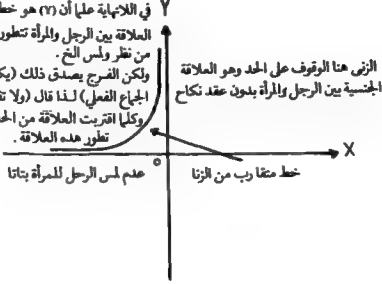 Y
في اللانهاية علما أن (Y) هو خط
العلاقة بين الرجل والمرأة تتطور
من نظر ولمس الخ.
ولكن الفرج يصدق ذلك (يك
الجماع الفعلي) لذا قال (ولا تق
وكلما اقتربت العلاقة من الح
تطور هذه العلاقة.
الزنى هنا الوقوف على الحد وهو العلاقة
الجنسية بين الرجل والمرأة بدون عقد نكاح
X
o
خط متقارب من الزنا
عدم لمس الرجل للمرأة بتاتا